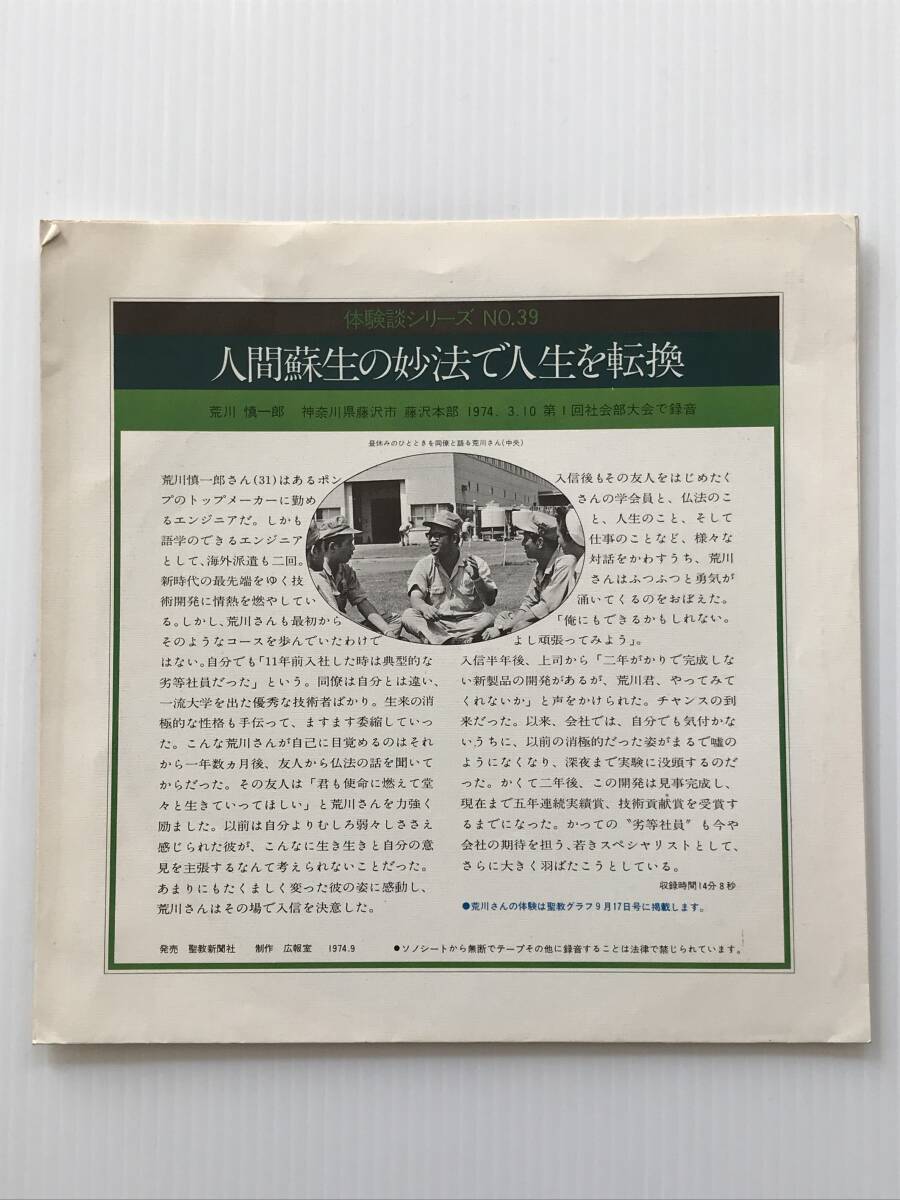 体験談シリーズ NO.39
人間蘇生の妙法で人生を転換
荒川 慎一郎 神奈川県藤沢市 藤沢本部 1974. 3.10 第1回社会部大会で録音
昼休みのひとときを同僚と語る荒川さん(中央)
荒川慎一郎さん(31)はあるポン
プのトップメーカーに勤め
るエンジニアだ。しかも
語学のできるエンジニア
として、海外派遣も二回。
新時代の最先端をゆく技
術開発に情熱を燃やしてい
る。しかし、荒川さんも最初から
そのようなコースを歩んでいたわけで
はない。自分でも「11年前入社した時は典型的な
劣等社員だった」という。同僚は自分とは違い、
一流大学を出た優秀な技術者ばかり。生来の消
極的な性格も手伝って、ますます委縮していっ
た。こんな荒川さんが自己に目覚めるのはそれ
から一年数ヵ月後、友人から仏法の話を聞いて
からだった。その友人は「君も使命に燃えて堂
々と生きていってほしい」と荒川さんを力強く
励ました。以前は自分よりむしろ弱々しささえ
感じられた彼が、こんなに生き生きと自分の意
見を主張するなんて考えられないことだった。
あまりにもたくましく変った彼の姿に感動し、
荒川さんはその場で入信を決意した。
入信後もその友人をはじめたく
さんの学会員と、仏法のこ
と、人生のこと、そして
仕事のことなど、様々な
対話をかわすうち、荒川
さんはふつふつと勇気が
涌いてくるのをおぼえた。
「俺にもできるかもしれない。
よし頑張ってみよう」。
入信半年後、上司から「二年がかりで完成しな
い新製品の開発があるが、荒川君、やってみて
くれないか」と声をかけられた。チャンスの到
来だった。以来、会社では、自分でも気付かな
いうちに、以前の消極的だった姿がまるで嘘の
ようになくなり、深夜まで実験に没頭するのだ
った。かくて二年後、この開発は見事完成し、
現在まで五年連続実績賞、技術貢献賞を受賞す
るまでになった。かつての〝劣等社員〟も今や
会社の期待を担う、若きスペシャリストとして、
さらに大きく羽ばたこうとしている。
収録時間14分8秒
●荒川さんの体験は聖教グラフ9月17日号に掲載します。
発売 聖教新聞社 制作 広報室 1974.9 ●ソノシートから無断でテープその他に録音することは法律で禁じられています。